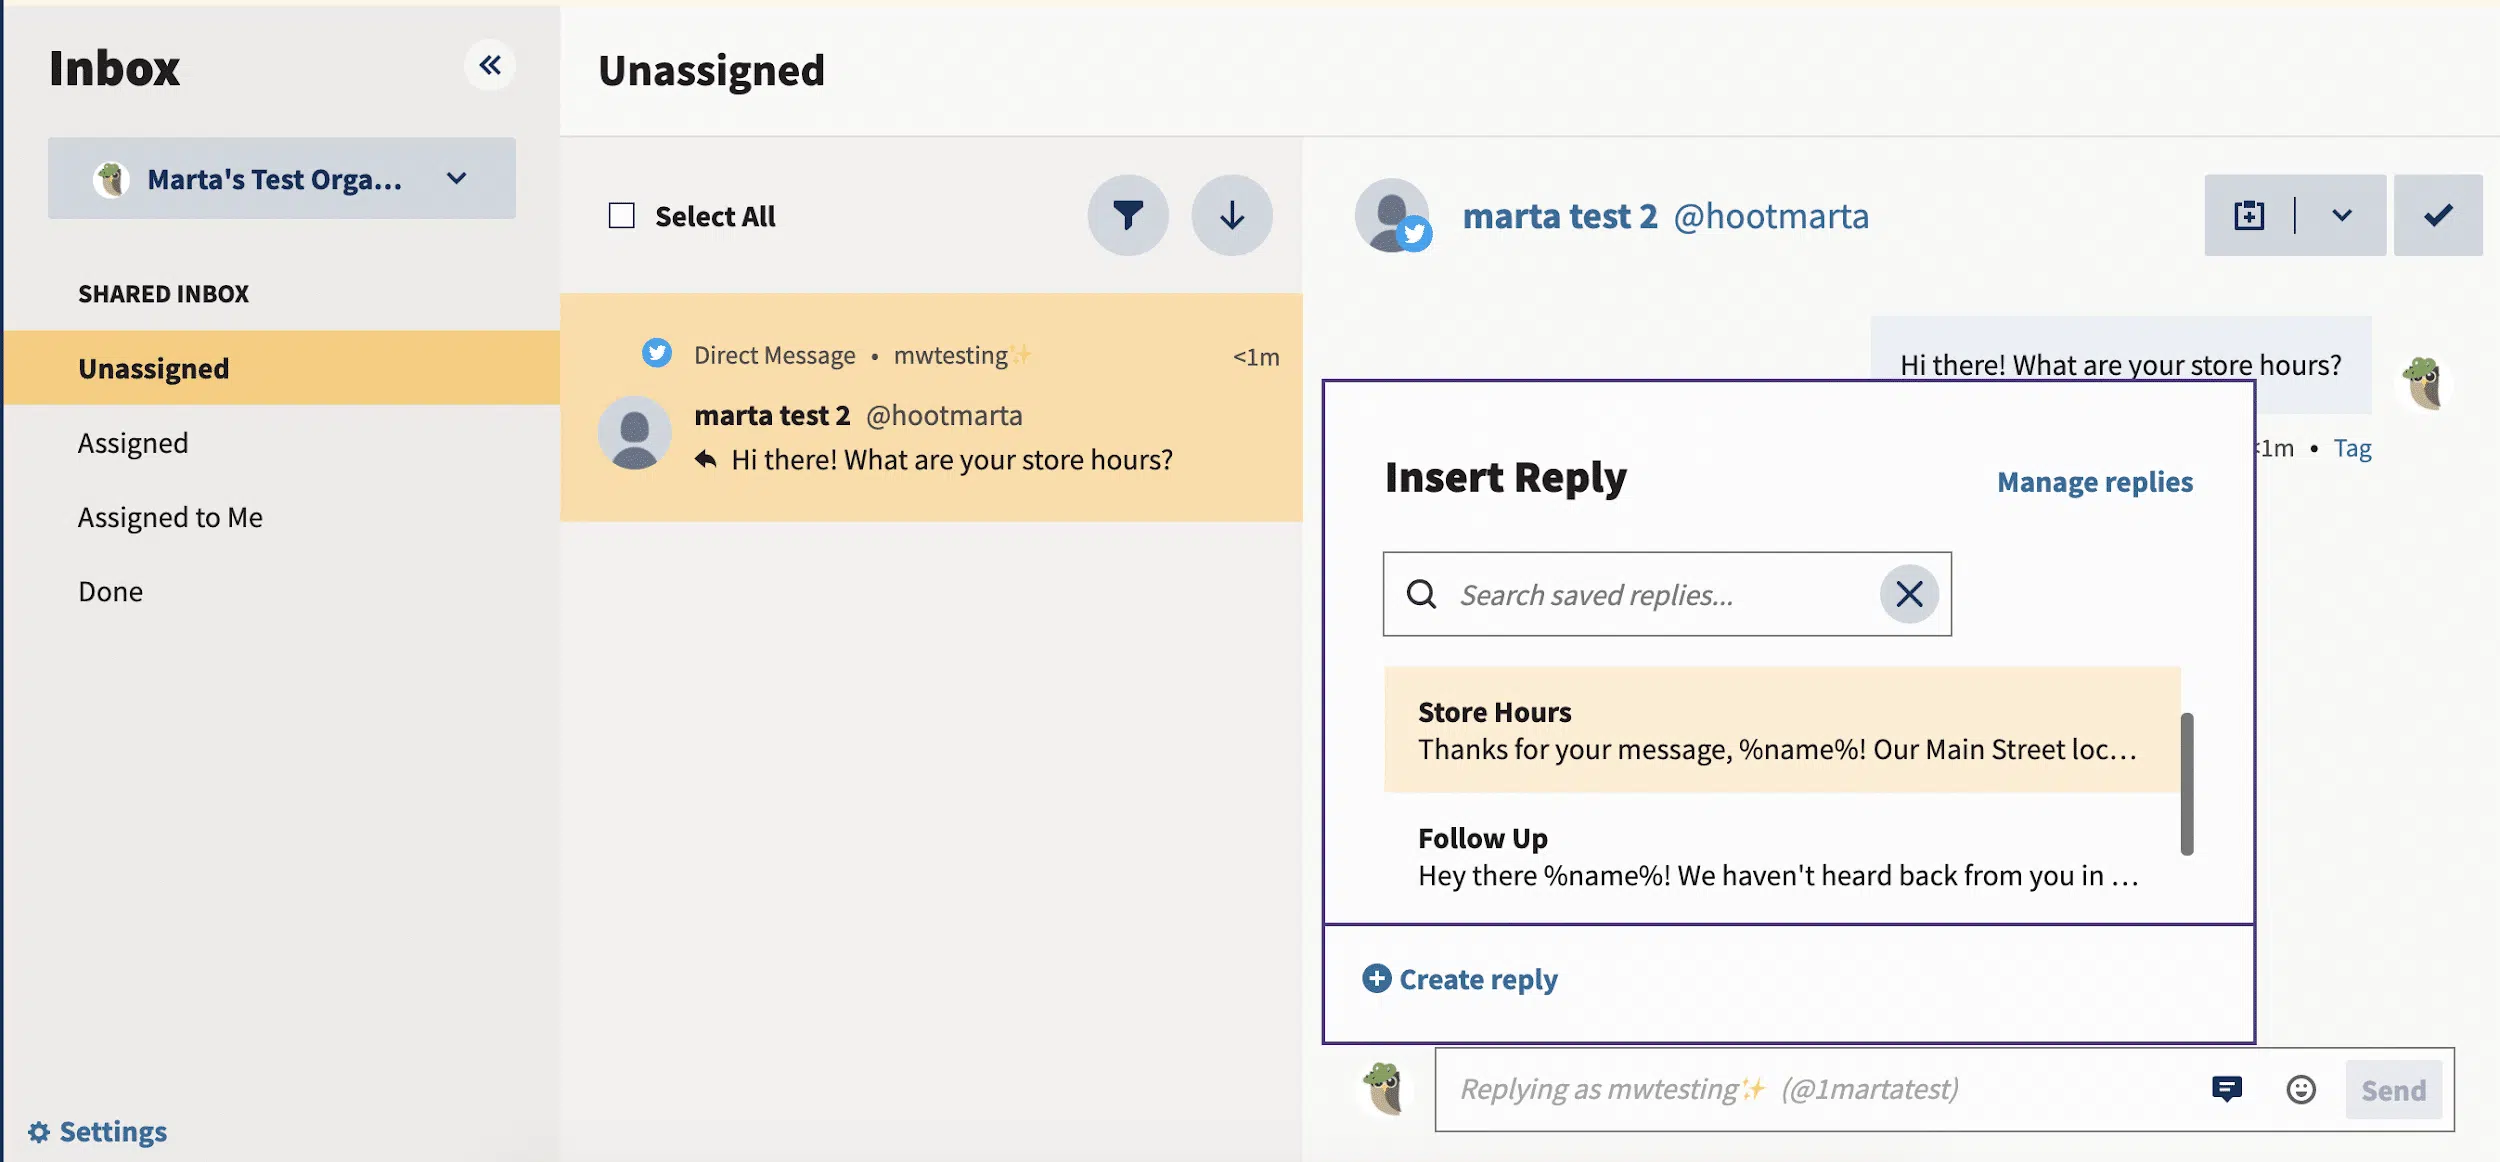 Inbox
Marta's Test Orga...
SHARED INBOX
Unassigned
Assigned
Assigned to Me
Done
Settings
Unassigned
Select All
Direct Message • mwtesting✨ <1m
marta test 2 @hootmarta
Hi there! What are your store hours?
marta test 2 @hootmarta
Hi there! What are your store hours?
1m • Tag
Insert Reply
Manage replies
Search saved replies...
Store Hours
Thanks for your message, %name%! Our Main Street loc...
Follow Up
Hey there %name%! We haven't heard back from you in ...
Create reply
Replying as mwtesting✨ (@1martatest)
Send